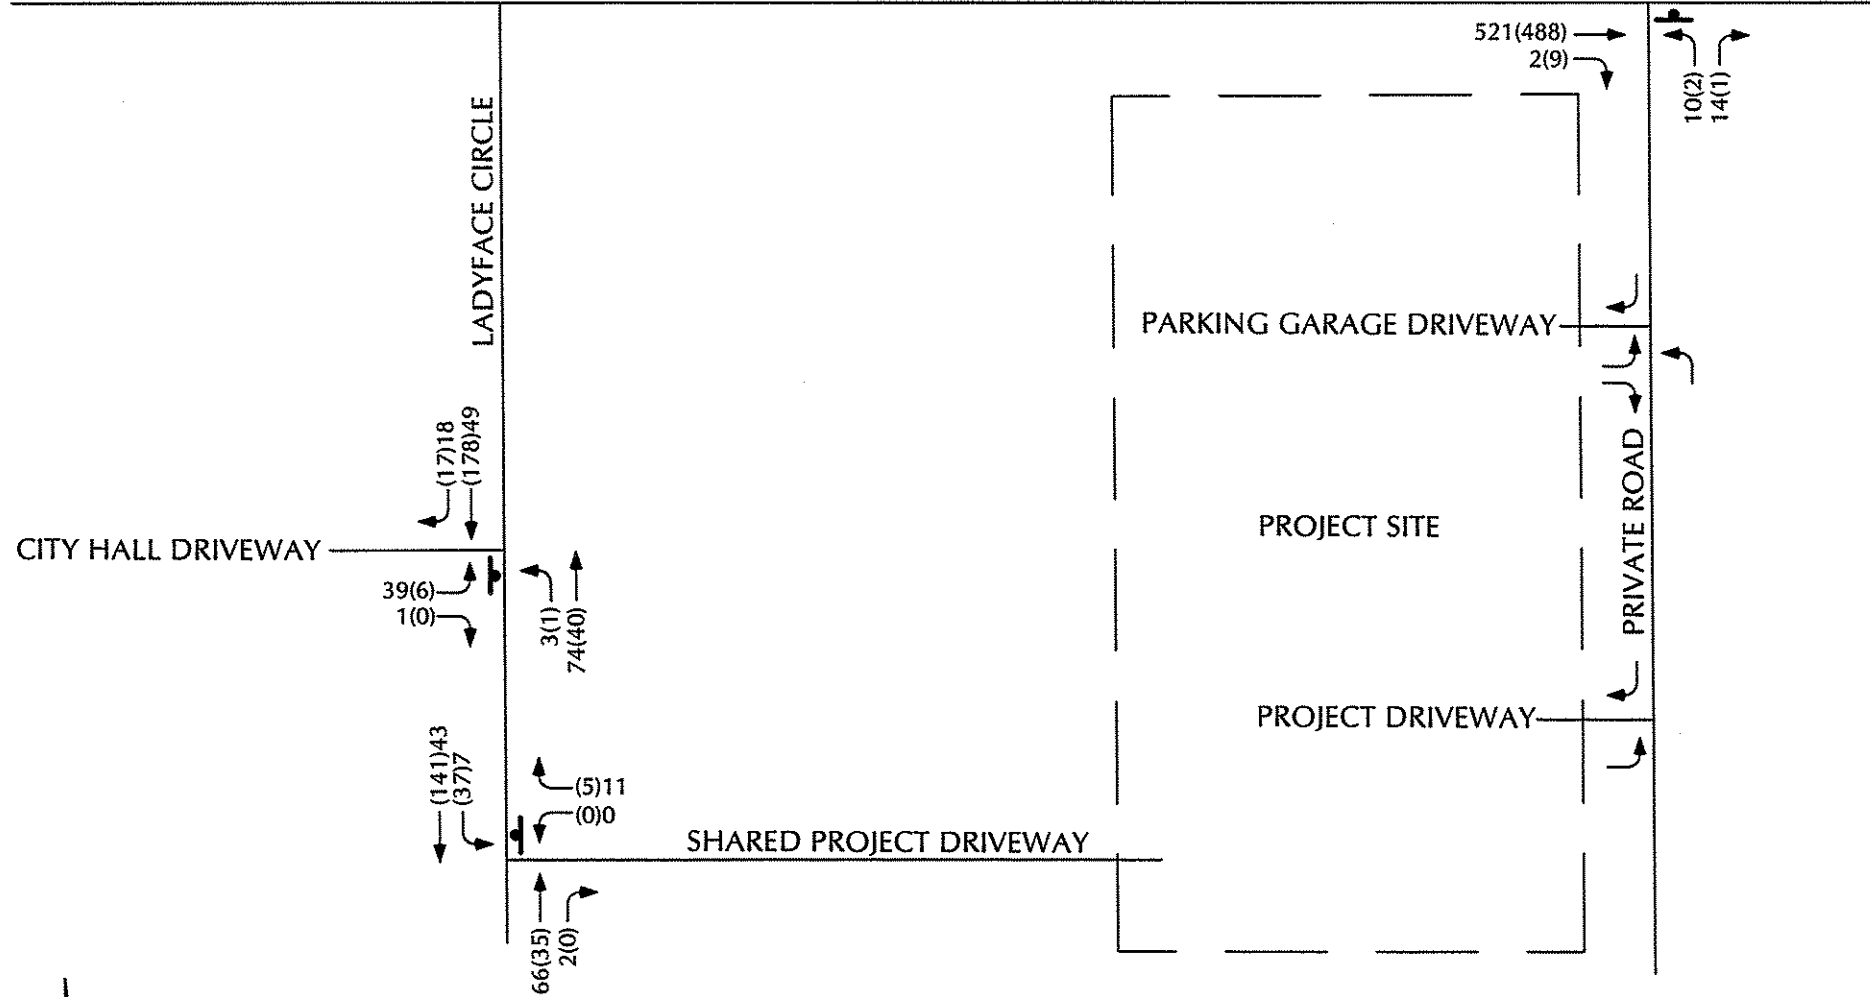 521(488)
2(9)
10(2)
14(1)
LADYFACE CIRCLE
PARKING GARAGE DRIVEWAY
(17)18
(178)49
PRIVATE ROAD
PROJECT SITE
CITY HALL DRIVEWAY
39(6)
1(0)
3(1)
74(40)
PROJECT DRIVEWAY
(141)43
(37)7
(5)11
(0)0
SHARED PROJECT DRIVEWAY
66(35)
2(0)